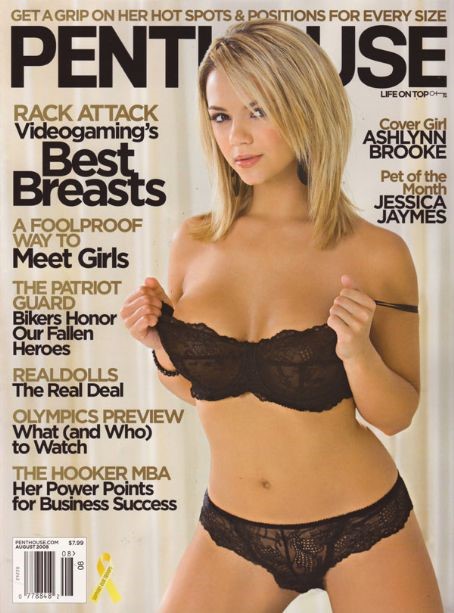 GET A GRIP ON HER HOT SPOTS & POSITIONS FOR EVERY SIZE
PENTHOUSE
LIFE ON TOP
RACK ATTACK
Videogaming's
Best
Breasts
A FOOLPROOF
WAY TO
Meet Girls
THE PATRIOT
GUARD
Bikers Honor
Our Fallen
Heroes
REALDOLLS
The Real Deal
OLYMPICS PREVIEW
What (and Who)
to Watch
THE HOOKER MBA
Her Power Points
for Business Success
Cover Girl
ASHLYNN
BROOKE
Pet of the
Month
JESSICA
JAYMES
PENTHOUSE.COM $7.99
AUGUST 2008
08